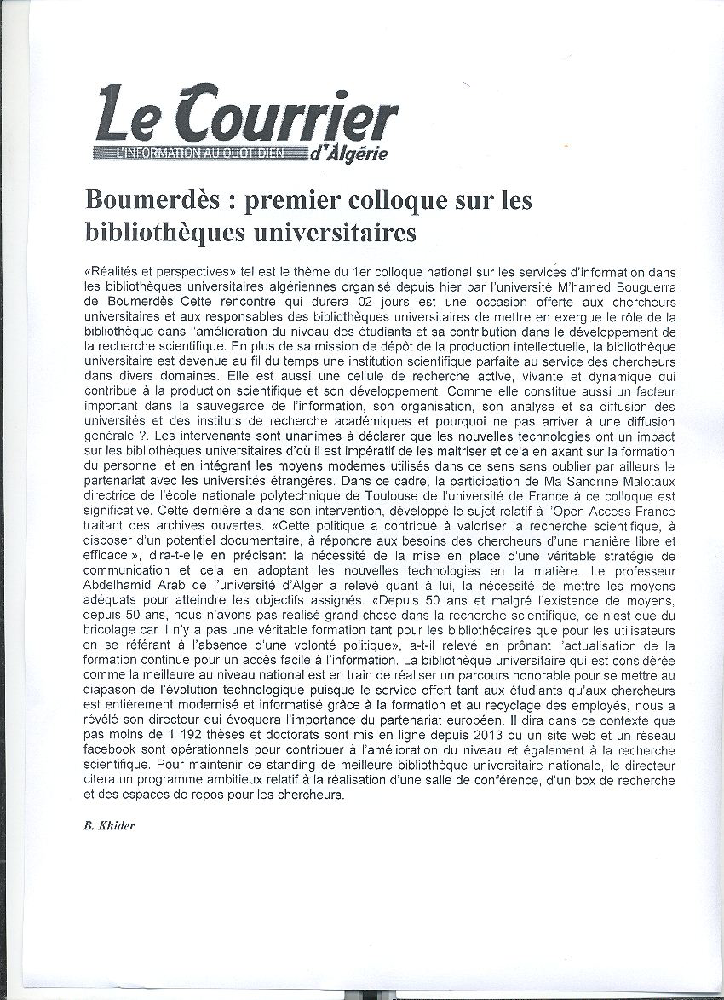 Le Courrier
L'INFORMATION AU QUOTIDIEN d'Algérie
Boumerdès : premier colloque sur les
bibliothèques universitaires
«Réalités et perspectives» tel est le thème du 1er colloque national sur les services d'information dans
les bibliothèques universitaires algériennes organisé depuis hier par l'université M'hamed Bouguerra
de Boumerdès. Cette rencontre qui durera 02 jours est une occasion offerte aux chercheurs
universitaires et aux responsables des bibliothèques universitaires de mettre en exergue le rôle de la
bibliothèque dans l'amélioration du niveau des étudiants et sa contribution dans le développement de
la recherche scientifique. En plus de sa mission de dépôt de la production intellectuelle, la bibliothèque
universitaire est devenue au fil du temps une institution scientifique parfaite au service des chercheurs
dans divers domaines. Elle est aussi une cellule de recherche active, vivante et dynamique qui
contribue à la production scientifique et son développement. Comme elle constitue aussi un facteur
important dans la sauvegarde de l'information, son organisation, son analyse et sa diffusion des
universités et des instituts de recherche académiques et pourquoi ne pas arriver à une diffusion
générale ?. Les intervenants sont unanimes à déclarer que les nouvelles technologies ont un impact
sur les bibliothèques universitaires d'où il est impératif de les maitriser et cela en axant sur la formation
du personnel et en intégrant les moyens modernes utilisés dans ce sens sans oublier par ailleurs le
partenariat avec les universités étrangères. Dans ce cadre, la participation de Ma Sandrine Malotaux
directrice de l'école nationale polytechnique de Toulouse de l'université de France à ce colloque est
significative. Cette dernière a dans son intervention, développé le sujet relatif à l'Open Access France
traitant des archives ouvertes. «Cette politique a contribué à valoriser la recherche scientifique, à
disposer d'un potentiel documentaire, à répondre aux besoins des chercheurs d'une manière libre et
efficace.», dira-t-elle en précisant la nécessité de la mise en place d'une véritable stratégie de
communication et cela en adoptant les nouvelles technologies en la matière. Le professeur
Abdelhamid Arab de l'université d'Alger a relevé quant à lui, la nécessité de mettre les moyens
adéquats pour atteindre les objectifs assignés. «Depuis 50 ans et malgré l'existence de moyens,
depuis 50 ans, nous n'avons pas réalisé grand-chose dans la recherche scientifique, ce n'est que du
bricolage car il n'y a pas une véritable formation tant pour les bibliothécaires que pour les utilisateurs
en se référant à l'absence d'une volonté politique», a-t-il relevé en prônant l'actualisation de la
formation continue pour un accès facile à l'information. La bibliothèque universitaire qui est considérée
comme la meilleure au niveau national est en train de réaliser un parcours honorable pour se mettre au
diapason de l'évolution technologique puisque le service offert tant aux étudiants qu'aux chercheurs
est entièrement modernisé et informatisé grâce à la formation et au recyclage des employés, nous a
révélé son directeur qui évoquera l'importance du partenariat européen. Il dira dans ce contexte que
pas moins de 1 192 thèses et doctorats sont mis en ligne depuis 2013 ou un site web et un réseau
facebook sont opérationnels pour contribuer à l'amélioration du niveau et également à la recherche
scientifique. Pour maintenir ce standing de meilleure bibliothèque universitaire nationale, le directeur
citera un programme ambitieux relatif à la réalisation d'une salle de conférence, d'un box de recherche
et des espaces de repos pour les chercheurs.
B. Khider